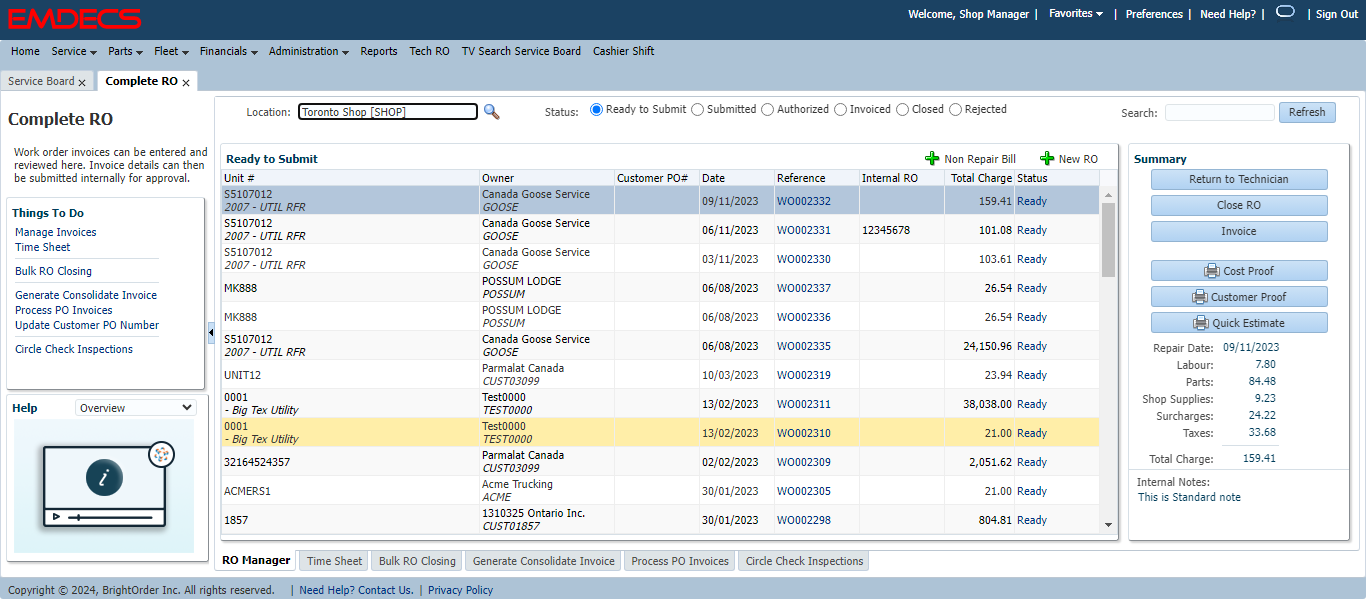 EMDECS
Welcome, Shop Manager | Favorites | Preferences | Need Help? | | Sign Out
Home Service Parts Fleet Financials Administration Reports Tech RO TV Search Service Board Cashier Shift
Service Board x Complete RO x
Complete RO
Work order invoices can be entered and
reviewed here. Invoice details can then
be submitted internally for approval.
Things To Do
Manage Invoices
Time Sheet
Bulk RO Closing
Generate Consolidate Invoice
Process PO Invoices
Update Customer PO Number
Circle Check Inspections
Help Overview
i
Location: Toronto Shop [SHOP] Status: Ready to Submit Submitted Authorized Invoiced Closed Rejected Search: Refresh
Ready to Submit Non Repair Bill New RO
Unit # Owner Customer PO# Date Reference Internal RO Total Charge Status
S5107012 Canada Goose Service 09/11/2023 WO002332 159.41 Ready
2007 - UTIL RFR GOOSE
S5107012 Canada Goose Service 06/11/2023 WO002331 12345678 101.08 Ready
2007 - UTIL RFR GOOSE
S5107012 Canada Goose Service 03/11/2023 WO002330 103.61 Ready
2007 - UTIL RFR GOOSE
MK888 POSSUM LODGE 06/08/2023 WO002337 26.54 Ready
POSSUM
MK888 POSSUM LODGE 06/08/2023 WO002336 26.54 Ready
POSSUM
S5107012 Canada Goose Service 06/08/2023 WO002335 24,150.96 Ready
2007 - UTIL RFR GOOSE
UNIT12 Parmalat Canada 10/03/2023 WO002319 23.94 Ready
CUST03099
0001 Test0000 13/02/2023 WO002311 38,038.00 Ready
- Big Tex Utility TEST0000
0001 Test0000 13/02/2023 WO002310 21.00 Ready
- Big Tex Utility TEST0000
32164524357 Parmalat Canada 02/02/2023 WO002309 2,051.62 Ready
CUST03099
ACMERS1 Acme Trucking 30/01/2023 WO002305 21.00 Ready
ACME
1857 1310325 Ontario Inc. 30/01/2023 WO002298 804.81 Ready
CUST01857
Summary
Return to Technician
Close RO
Invoice
Cost Proof
Customer Proof
Quick Estimate
Repair Date: 09/11/2023
Labour: 7.80
Parts: 84.48
Shop Supplies: 9.23
Surcharges: 24.22
Taxes: 33.68
Total Charge: 159.41
Internal Notes:
This is Standard note
RO Manager Time Sheet Bulk RO Closing Generate Consolidate Invoice Process PO Invoices Circle Check Inspections
Copyright © 2024, BrightOrder Inc. All rights reserved. | Need Help? Contact Us. | Privacy Policy